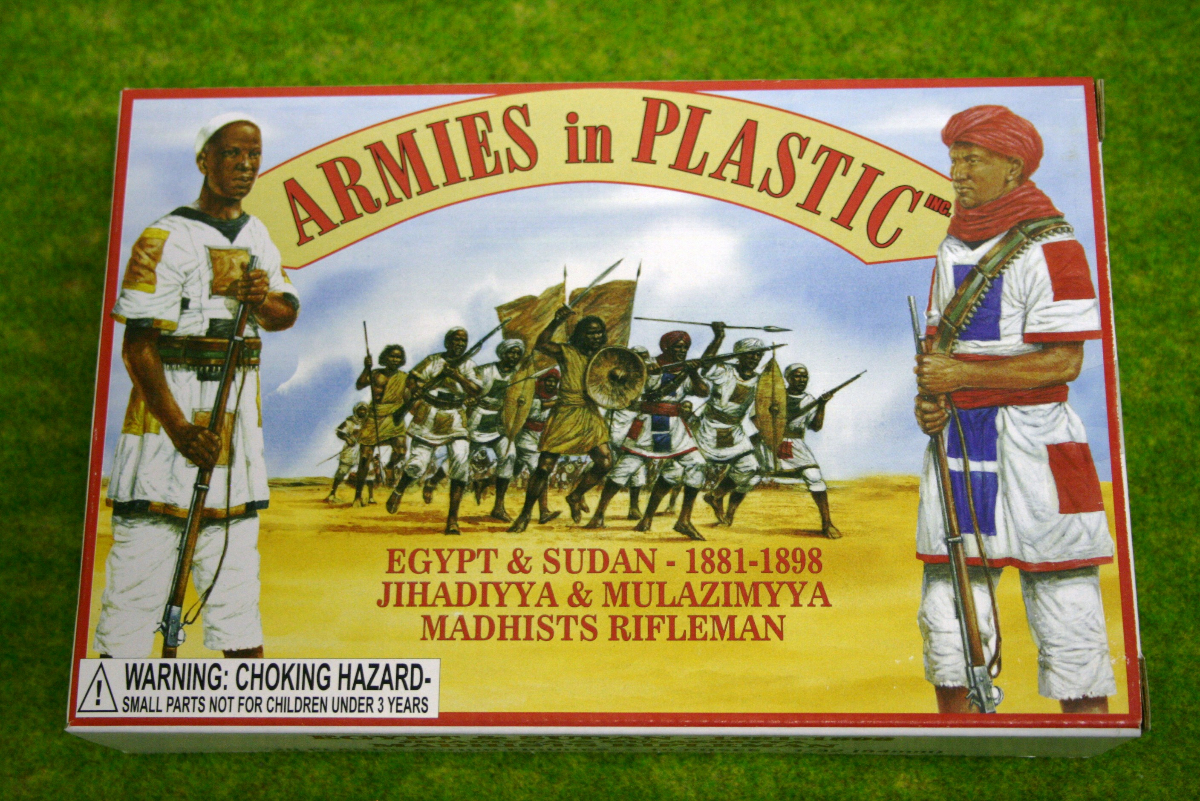 ARMIES in PLASTIC INC.
EGYPT & SUDAN - 1881-1898
JIHADIYYA & MULAZIMYYA
MADHISTS RIFLEMAN
WARNING: CHOKING HAZARD-
SMALL PARTS NOT FOR CHILDREN UNDER 3 YEARS